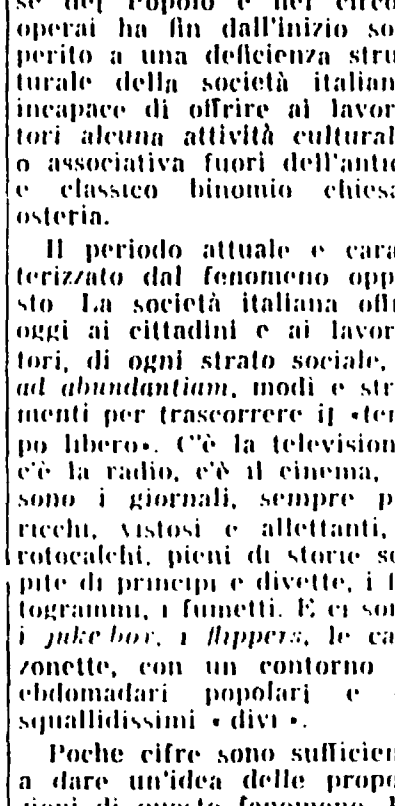 se del Popolo e nei circo
operai ha fin dall'inizio so
perito a una deficienza stru
turale della società italian
incapace di offrire ai lavor
tori alcuna attività cultural
o associativa fuori dell'antic
e classico binomio chiesa
osteria.
Il periodo attuale e cara
terizzato dal fenomeno opp
sto La società italiana offr
oggi ai cittadini e ai lavor
tori, di ogni strato sociale,
ad abundantiam, modi e str
menti per trascorrere il «tem
po libero». C'è la television
c'è la radio, c'è il cinema,
sono i giornali, sempre p
ricchi, vistosi e allettanti,
rotocalchi, pieni di storie sc
pite di principi e divette, i f
togrammi, i fumetti. E ci son
i juke box, i flippers, le ca
zonette, con un contorno
ebdomadari popolari e
squallidissimi «divi».
Poche cifre sono sufficien
a dare un'idea delle propo
zioni di questo fenomeno.